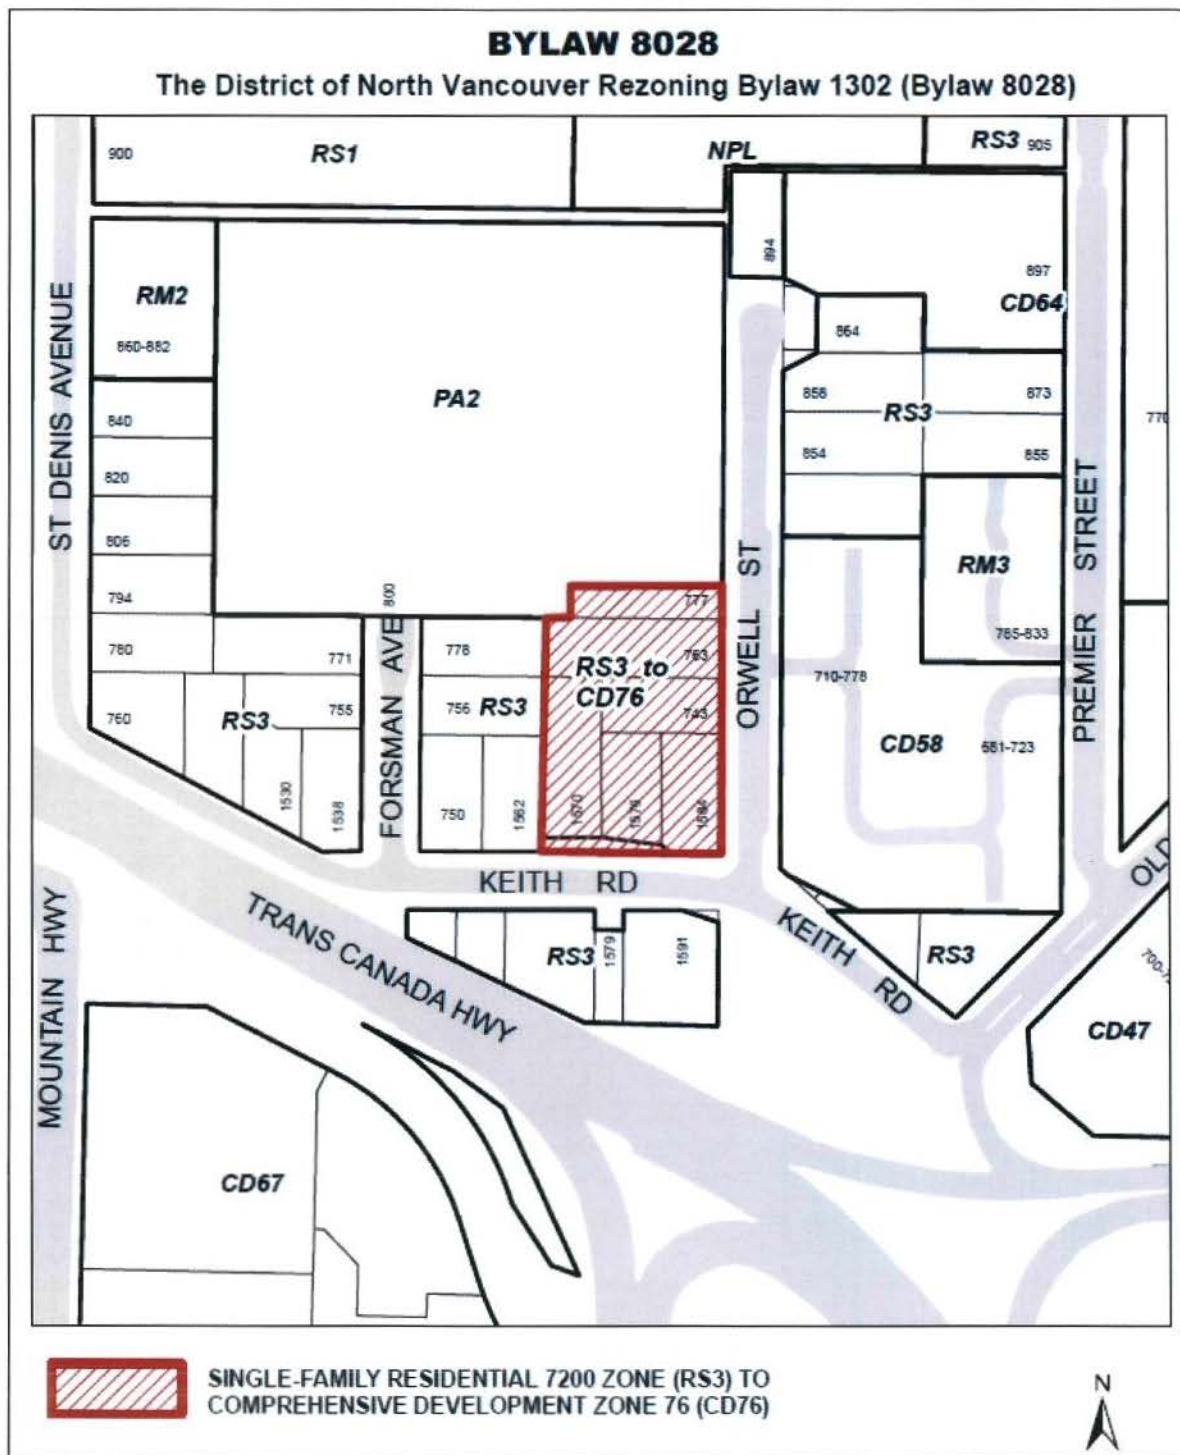 BYLAW 8028
The District of North Vancouver Rezoning Bylaw 1302 (Bylaw 8028)
900
RS1
NPL
RS3 905
894
897
CD64
RM2
860-882
864
PA2
858
873
RS3
854
855
840
820
806
794
780
760
ST DENIS AVENUE
800
FORSMAN AVE
771
755
RS3
1530
1538
778
756 RS3
750
1562
777
763
RS3 to
CD76
743
1570
1576
1584
ORWELL ST
RM3
785-833
710-778
CD58
681-723
PREMIER STREET
770
OLD
KEITH RD
KEITH RD
TRANS CANADA HWY
MOUNTAIN HWY
RS3
1579
1591
RS3
CD47
CD67
SINGLE-FAMILY RESIDENTIAL 7200 ZONE (RS3) TO
COMPREHENSIVE DEVELOPMENT ZONE 76 (CD76)
N